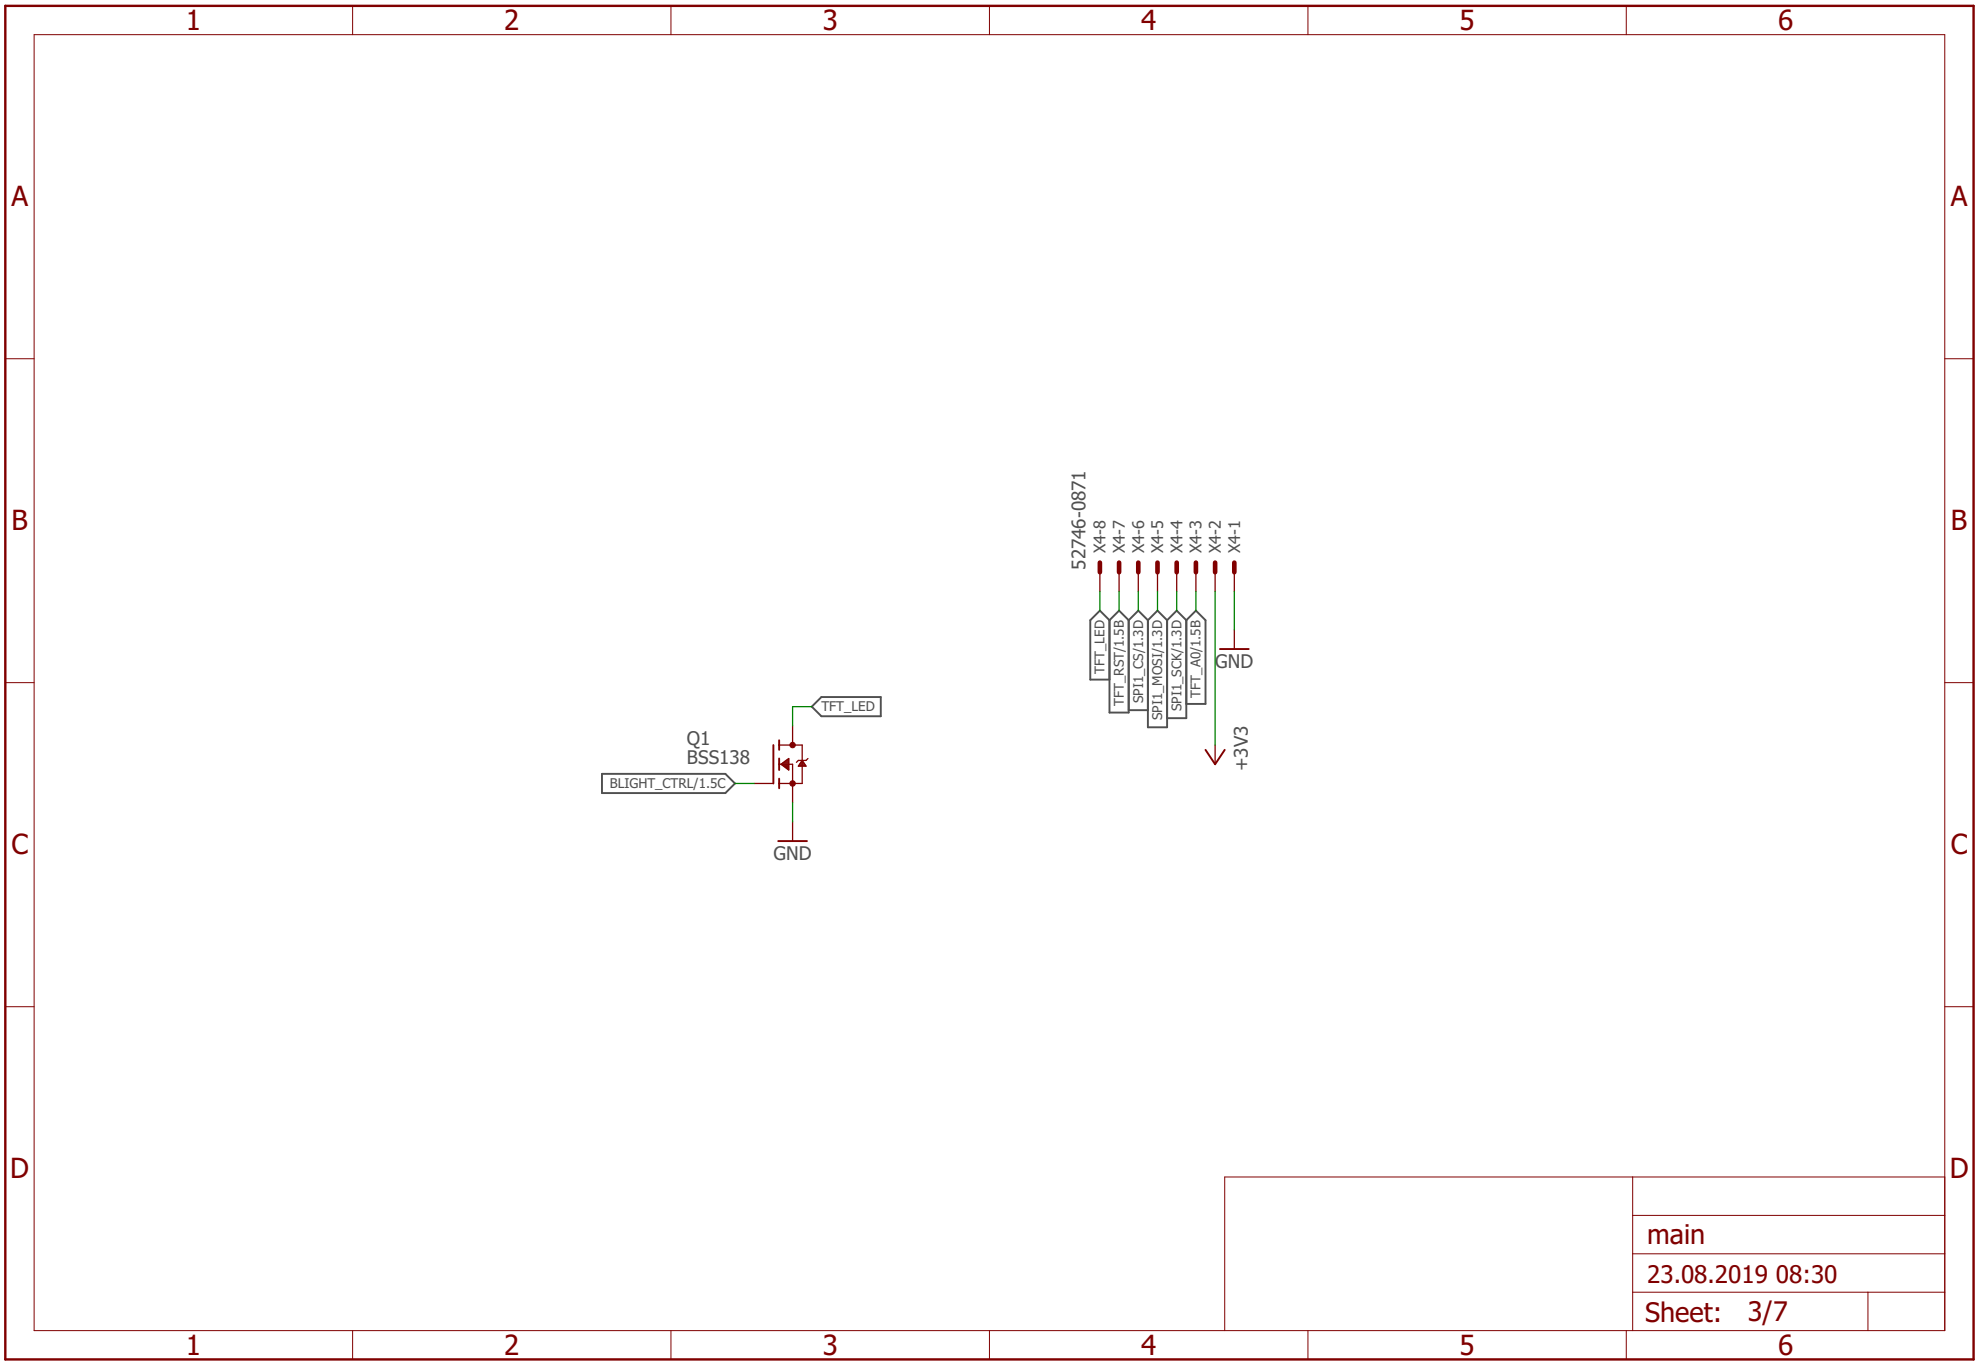 1 2 3 4 5 6
A A
B B
C C
D D
52746-0871
X4-8
X4-7
X4-6
X4-5
X4-4
X4-3
X4-2
X4-1
TFT_LED
TFT_RST/1.5B
SPI1_CS/1.3D
SPI1_MOSI/1.3D
SPI1_SCK/1.3D
TFT_A0/1.5B
GND
+3V3
TFT_LED
Q1
BSS138
BLIGHT_CTRL/1.5C
GND
main
23.08.2019 08:30
Sheet: 3/7
1 2 3 4 5 6